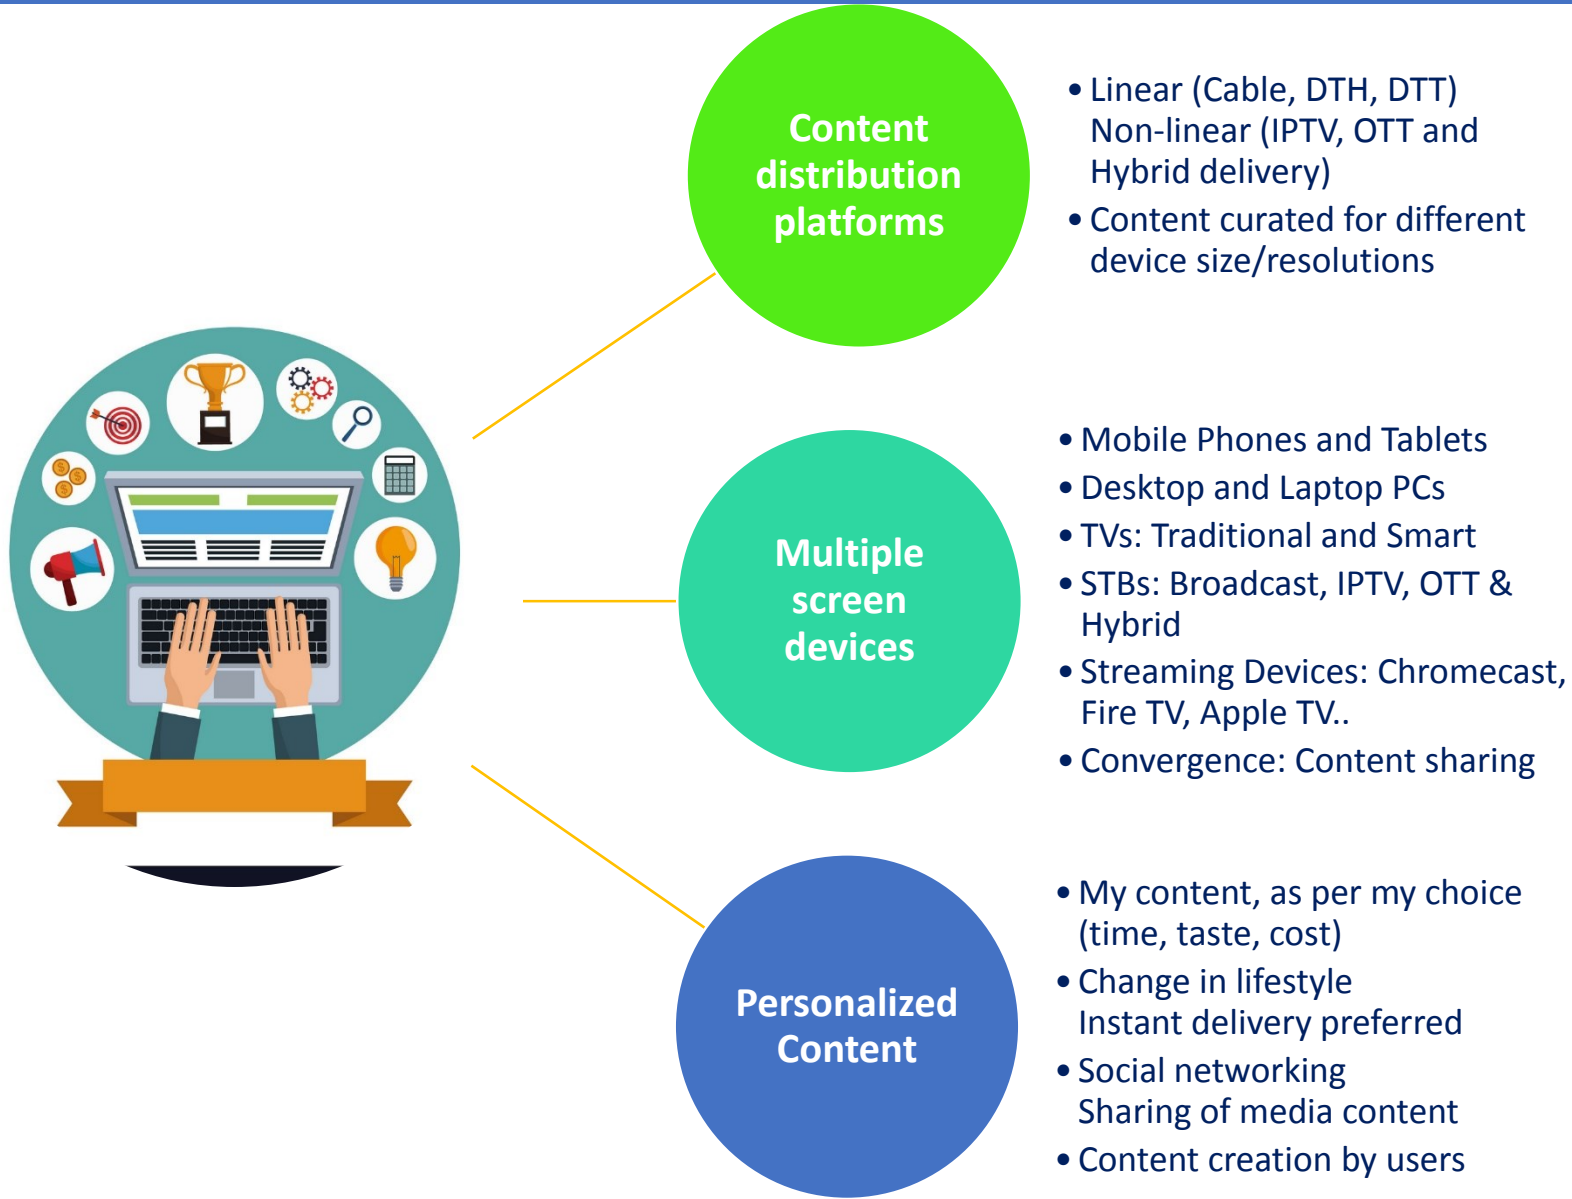 Content
distribution
platforms
• Linear (Cable, DTH, DTT)
Non-linear (IPTV, OTT and
Hybrid delivery)
• Content curated for different
device size/resolutions
Multiple
screen
devices
• Mobile Phones and Tablets
• Desktop and Laptop PCs
• TVs: Traditional and Smart
• STBs: Broadcast, IPTV, OTT &
Hybrid
• Streaming Devices: Chromecast,
Fire TV, Apple TV..
• Convergence: Content sharing
Personalized
Content
• My content, as per my choice
(time, taste, cost)
• Change in lifestyle
Instant delivery preferred
• Social networking
Sharing of media content
• Content creation by users